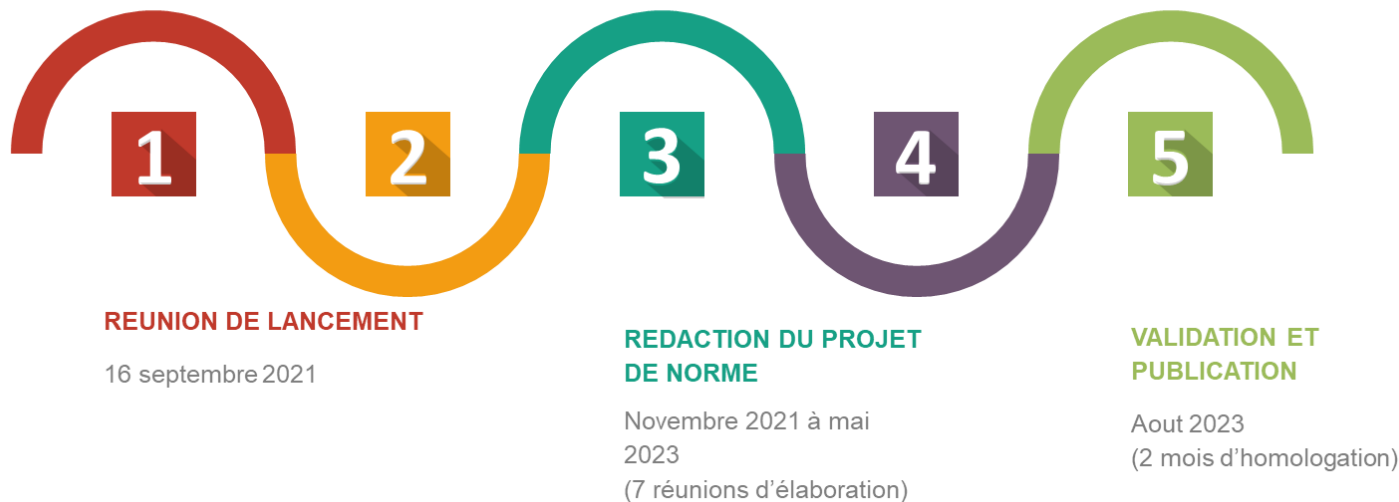 1
2
3
4
5
REUNION DE LANCEMENT
16 septembre 2021
REDACTION DU PROJET
DE NORME
Novembre 2021 à mai
2023
(7 réunions d’élaboration)
VALIDATION ET
PUBLICATION
Aout 2023
(2 mois d’homologation)